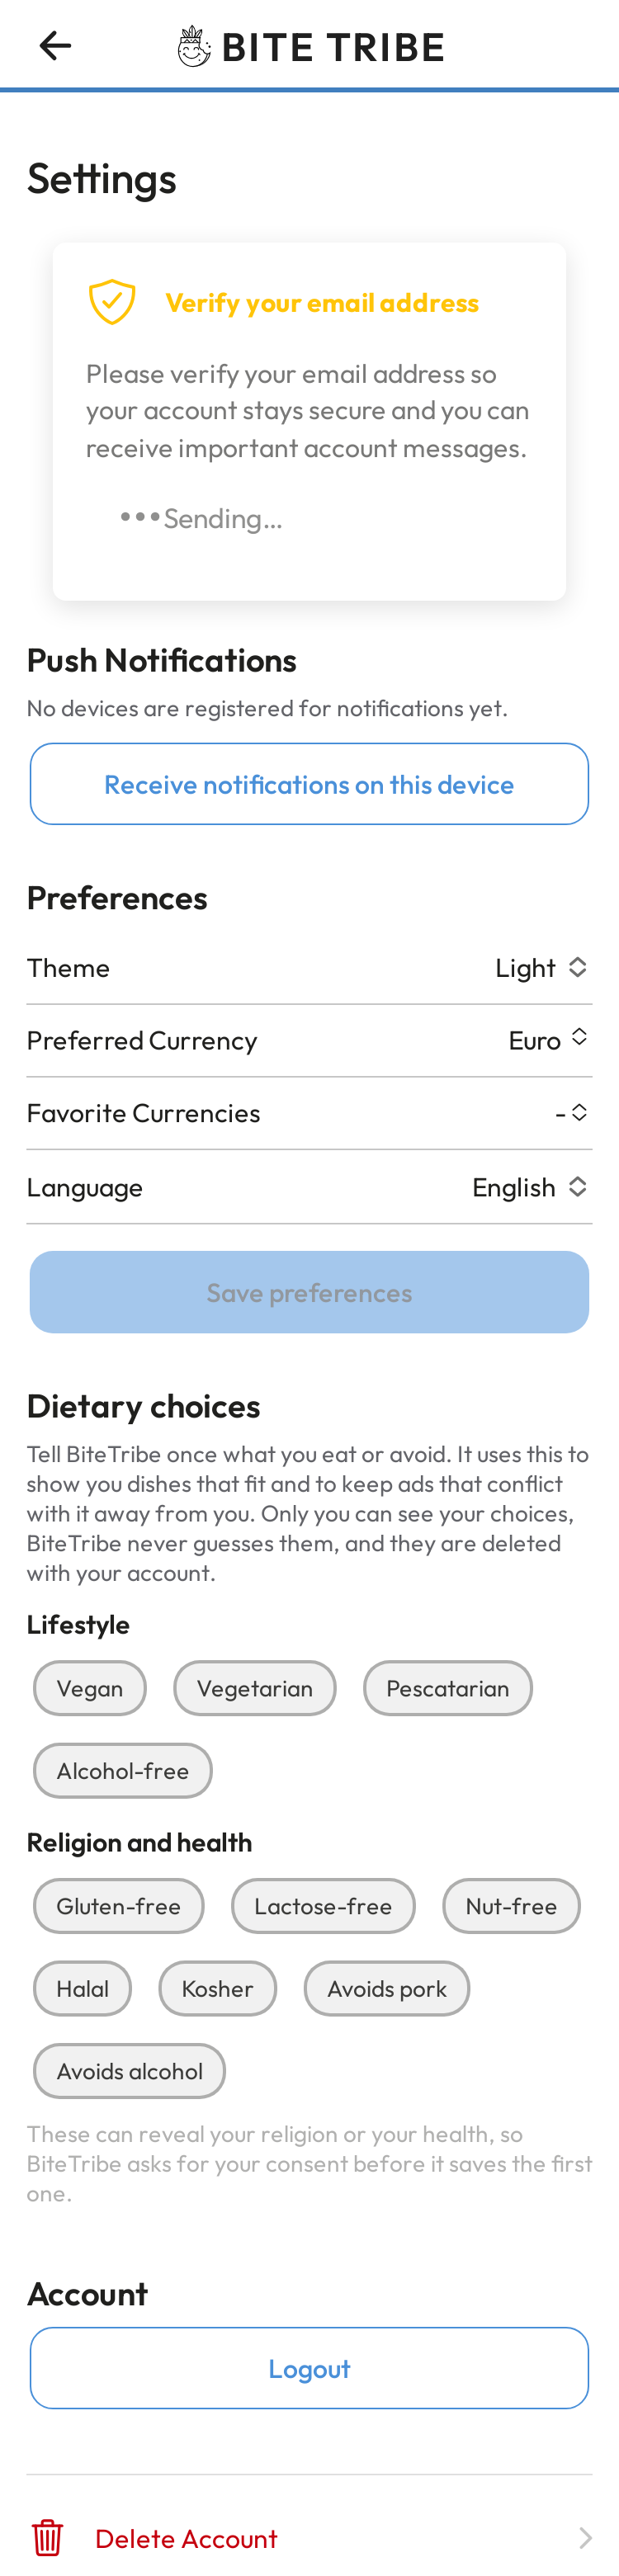 BITE TRIBE
Settings
Verify your email address
Please verify your email address so
your account stays secure and you can
receive important account messages.
Sending...
Push Notifications
No devices are registered for notifications yet.
Receive notifications on this device
Preferences
Theme Light
Preferred Currency Euro
Favorite Currencies -
Language English
Save preferences
Dietary choices
Tell BiteTribe once what you eat or avoid. It uses this to
show you dishes that fit and to keep ads that conflict
with it away from you. Only you can see your choices,
BiteTribe never guesses them, and they are deleted
with your account.
Lifestyle
Vegan Vegetarian Pescatarian
Alcohol-free
Religion and health
Gluten-free Lactose-free Nut-free
Halal Kosher Avoids pork
Avoids alcohol
These can reveal your religion or your health, so
BiteTribe asks for your consent before it saves the first
one.
Account
Logout
Delete Account